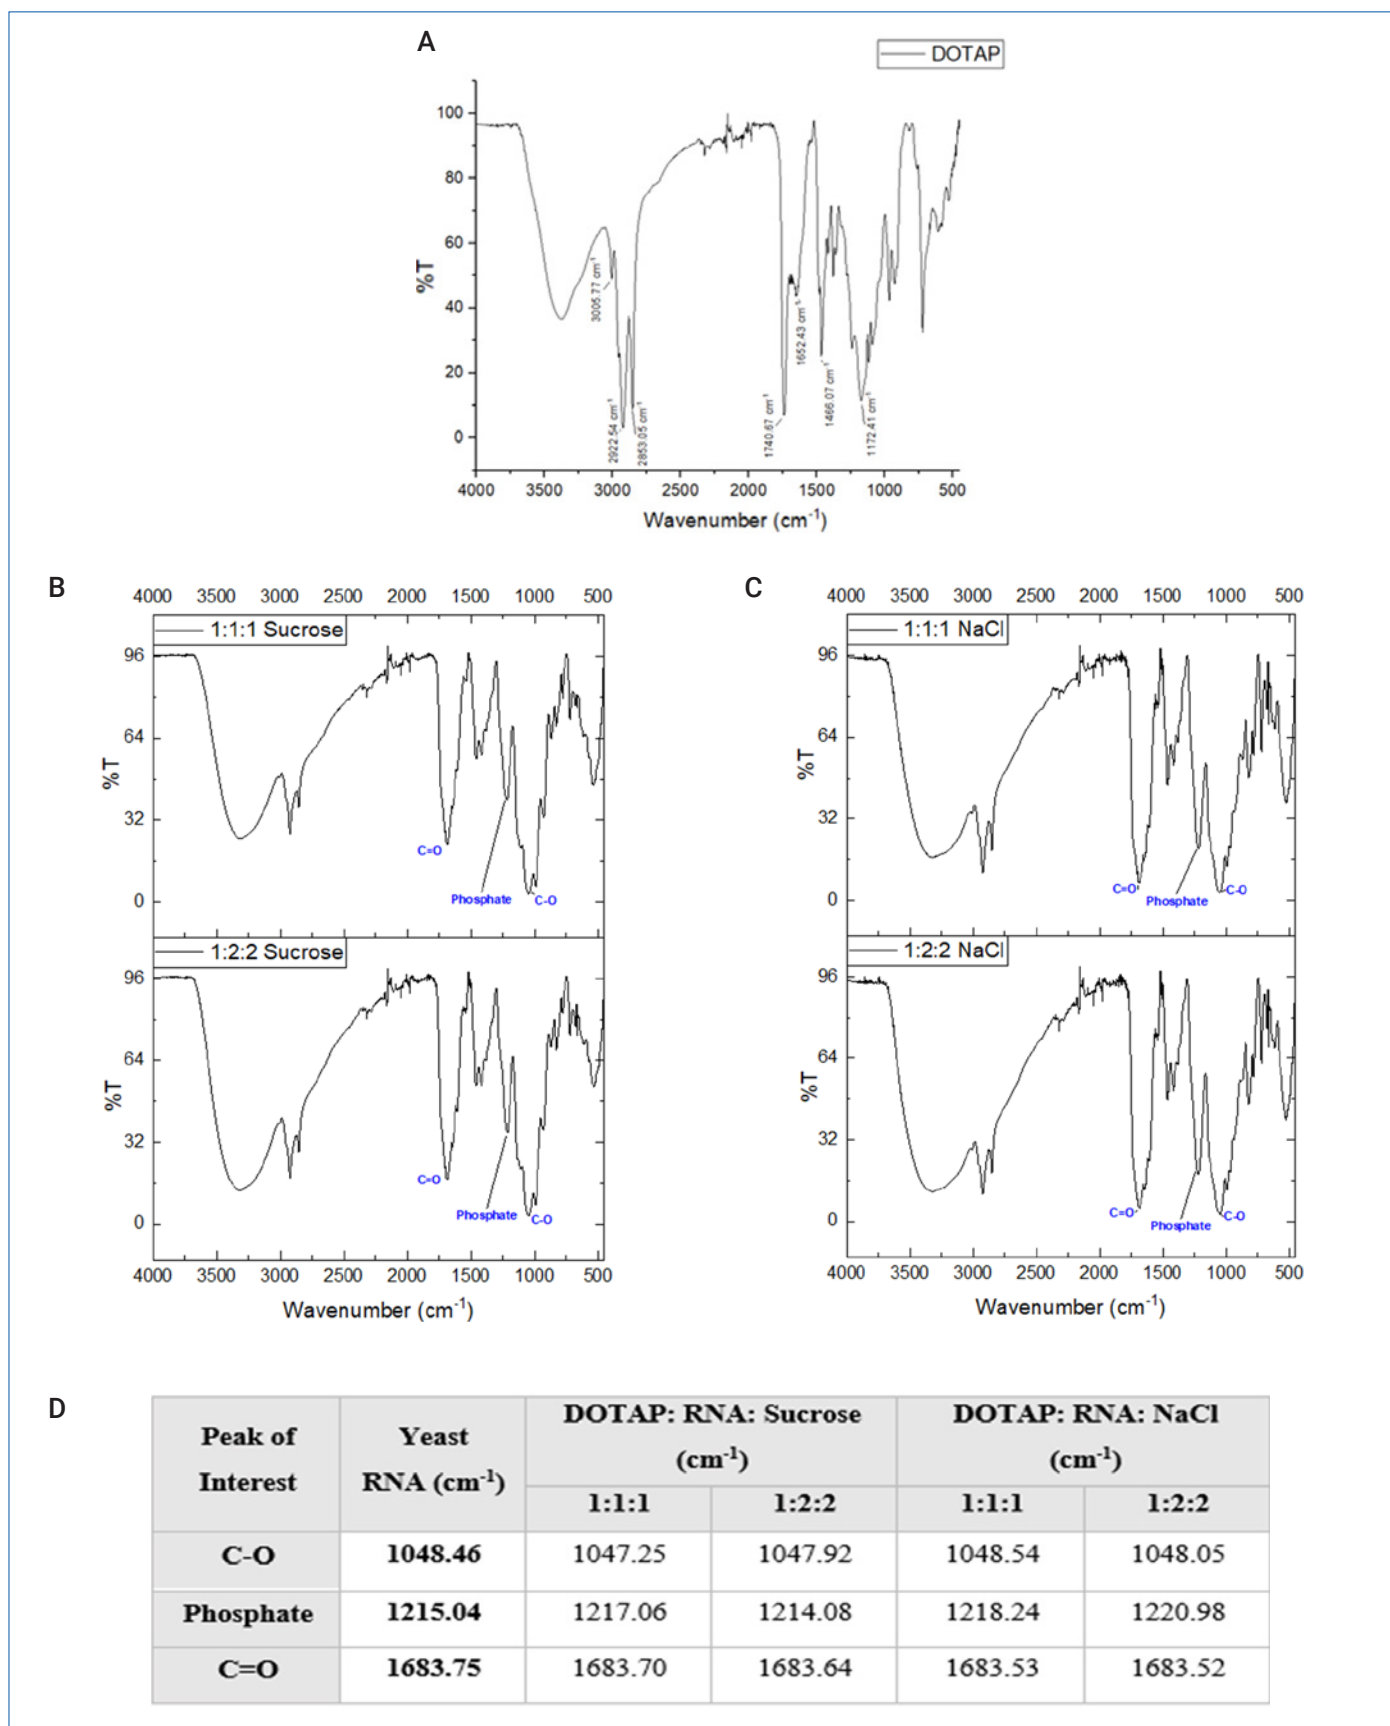 A
DOTAP
100
80
60
40
20
0
%T
3005.77 cm⁻¹
2922.54 cm⁻¹
2853.05 cm⁻¹
1740.67 cm⁻¹
1652.43 cm⁻¹
1466.07 cm⁻¹
1172.41 cm⁻¹
4000 3500 3000 2500 2000 1500 1000 500
Wavenumber (cm⁻¹)
B
4000 3500 3000 2500 2000 1500 1000 500
1:1:1 Sucrose
96
64
32
0
%T
C=O
Phosphate
C-O
1:2:2 Sucrose
96
64
32
0
%T
C=O
Phosphate
C-O
4000 3500 3000 2500 2000 1500 1000 500
Wavenumber (cm⁻¹)
C
4000 3500 3000 2500 2000 1500 1000 500
1:1:1 NaCl
96
64
32
0
%T
C=O
Phosphate
C-O
1:2:2 NaCl
96
64
32
0
%T
C=O
Phosphate
C-O
4000 3500 3000 2500 2000 1500 1000 500
Wavenumber (cm⁻¹)
D
Peak of Interest Yeast RNA (cm⁻¹) DOTAP: RNA: Sucrose (cm⁻¹) DOTAP: RNA: NaCl (cm⁻¹)
1:1:1 1:2:2 1:1:1 1:2:2
C-O 1048.46 1047.25 1047.92 1048.54 1048.05
Phosphate 1215.04 1217.06 1214.08 1218.24 1220.98
C=O 1683.75 1683.70 1683.64 1683.53 1683.52